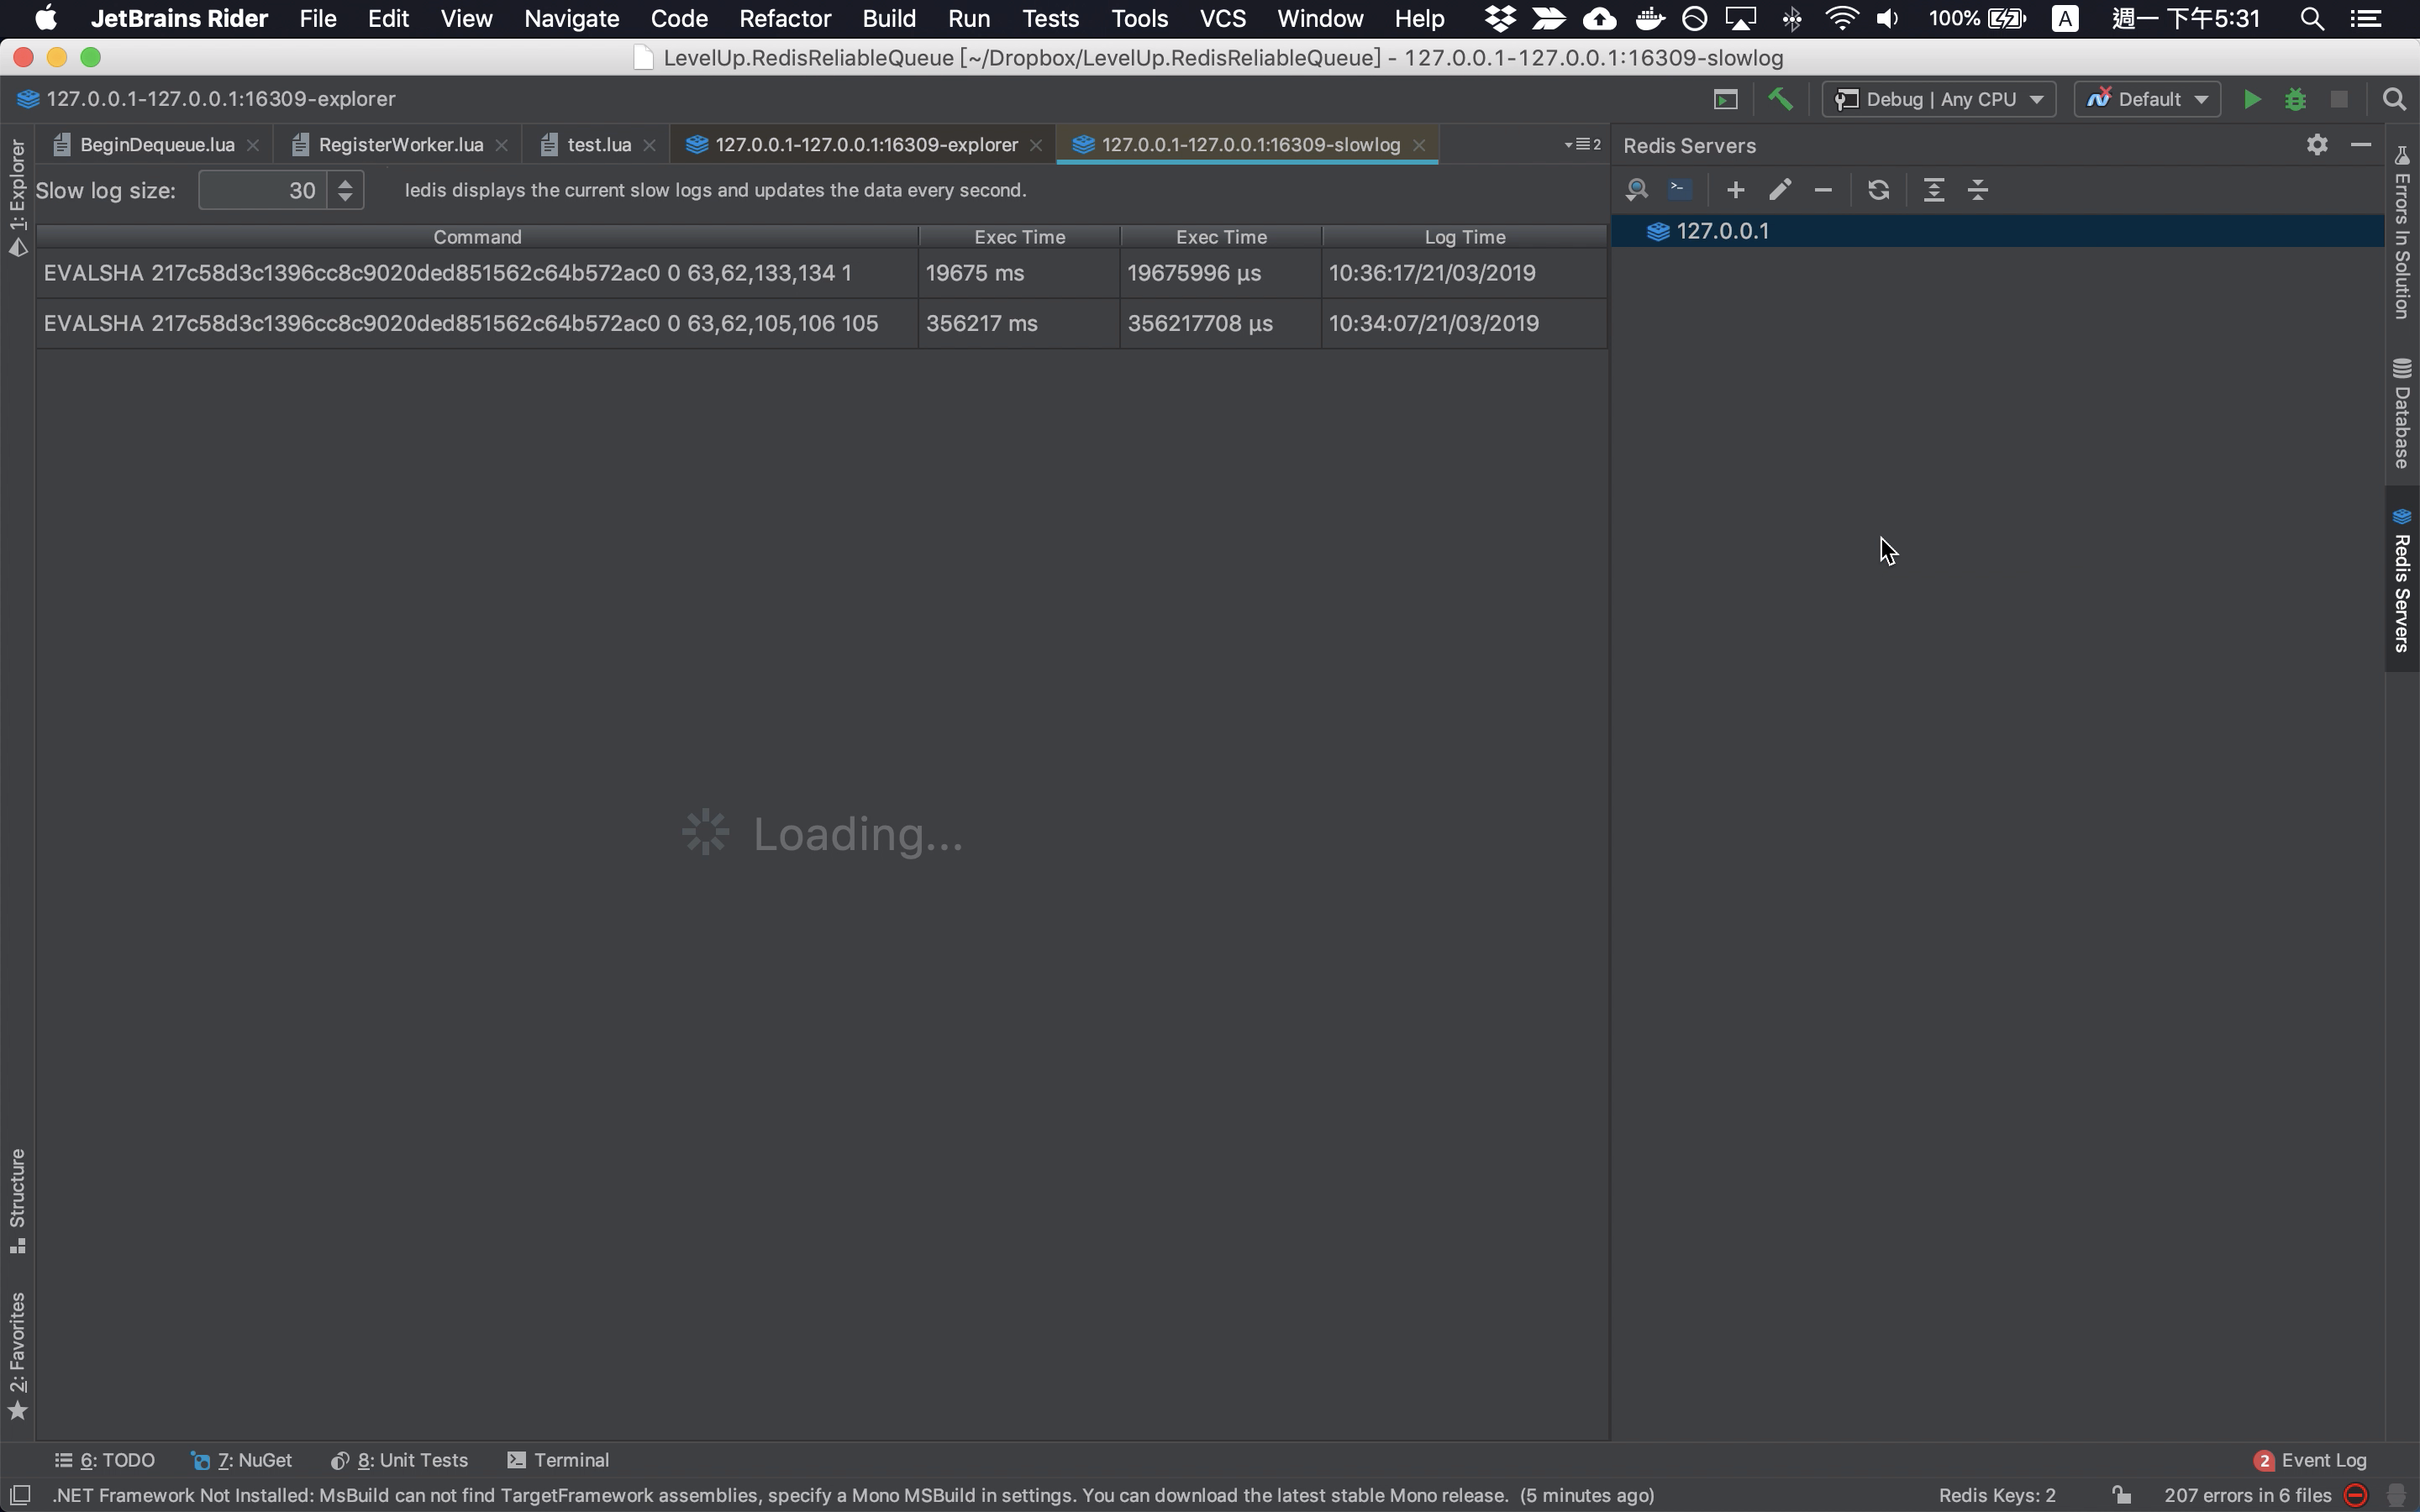 JetBrains Rider File Edit View Navigate Code Refactor Build Run Tests Tools VCS Window Help 100% A 週一 下午5:31
LevelUp.RedisReliableQueue [~/Dropbox/LevelUp.RedisReliableQueue] - 127.0.0.1-127.0.0.1:16309-slowlog
127.0.0.1-127.0.0.1:16309-explorer Debug | Any CPU Default
BeginDequeue.lua RegisterWorker.lua test.lua 127.0.0.1-127.0.0.1:16309-explorer 127.0.0.1-127.0.0.1:16309-slowlog 2
Redis Servers
Slow log size: 30 Iedis displays the current slow logs and updates the data every second.
127.0.0.1
Command Exec Time Exec Time Log Time
EVALSHA 217c58d3c1396cc8c9020ded851562c64b572ac0 0 63,62,133,134 1 19675 ms 19675996 µs 10:36:17/21/03/2019
EVALSHA 217c58d3c1396cc8c9020ded851562c64b572ac0 0 63,62,105,106 105 356217 ms 356217708 µs 10:34:07/21/03/2019
Loading...
1: Explorer
Structure
2: Favorites
Errors In Solution
Database
Redis Servers
6: TODO 7: NuGet 8: Unit Tests Terminal 2 Event Log
.NET Framework Not Installed: MsBuild can not find TargetFramework assemblies, specify a Mono MSBuild in settings. You can download the latest stable Mono release. (5 minutes ago) Redis Keys: 2 207 errors in 6 files